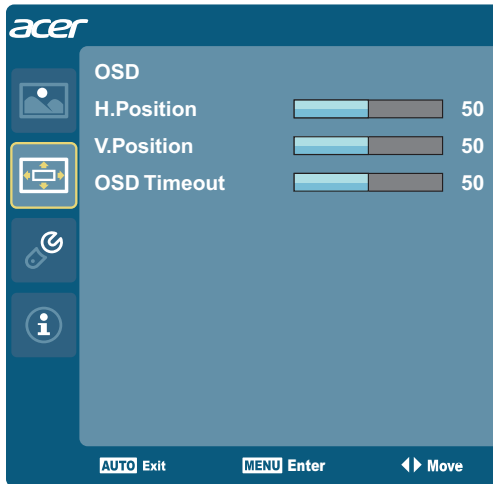 acer
OSD
H.Position 50
V.Position 50
OSD Timeout 50
AUTO Exit MENU Enter Move